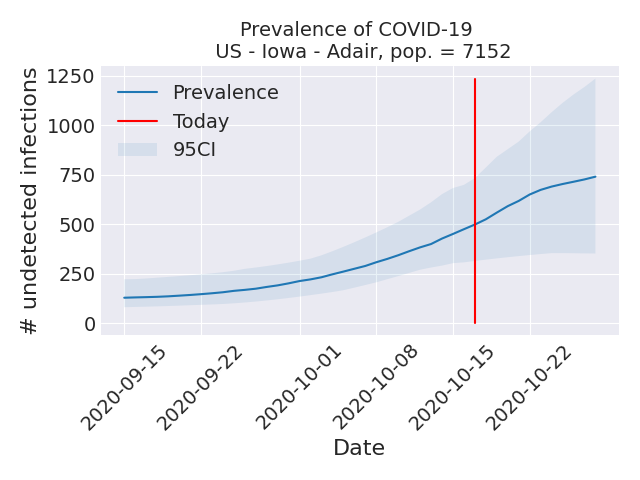 Prevalence of COVID-19
US - Iowa - Adair, pop. = 7152
# undetected infections
1250
1000
750
500
250
0
Prevalence
Today
95CI
2020-09-15
2020-09-22
2020-10-01
2020-10-08
2020-10-15
2020-10-22
Date